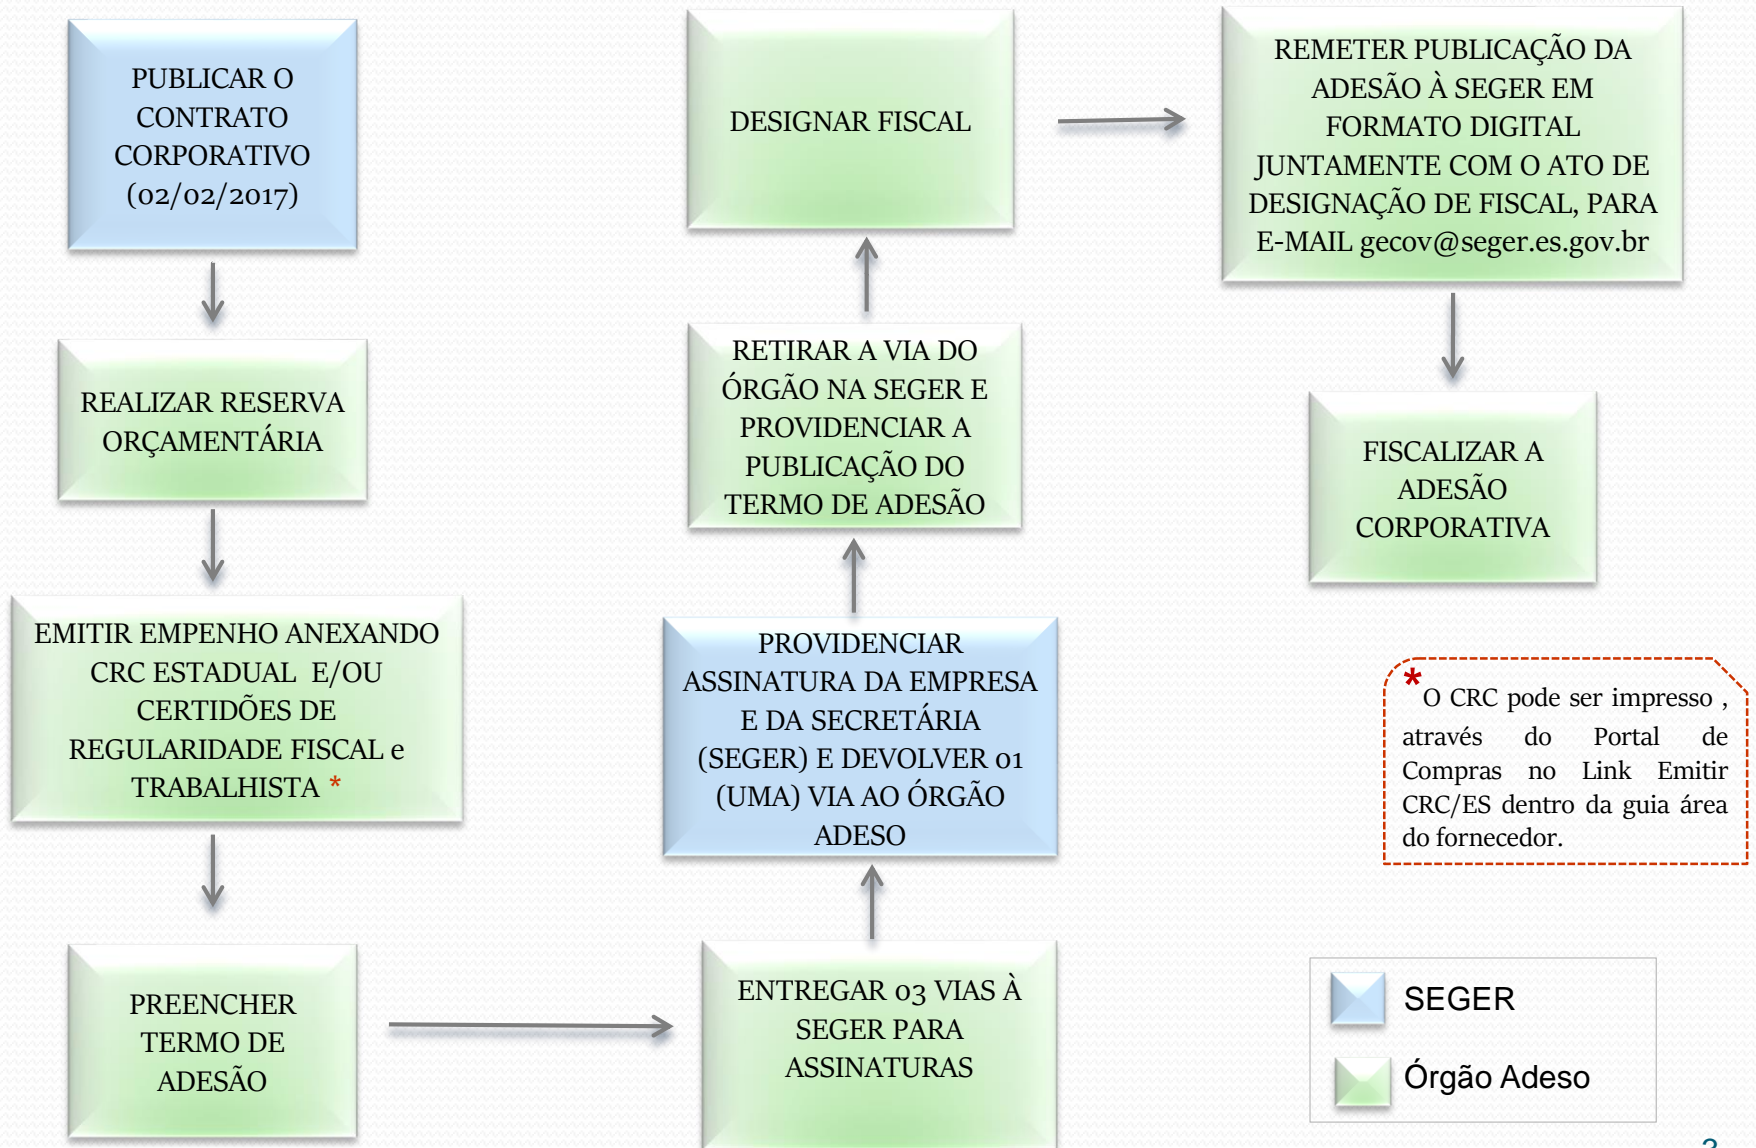 PUBLICAR O
CONTRATO
CORPORATIVO
(02/02/2017)
REALIZAR RESERVA
ORÇAMENTÁRIA
EMITIR EMPENHO ANEXANDO
CRC ESTADUAL E/OU
CERTIDÕES DE
REGULARIDADE FISCAL e
TRABALHISTA *
PREENCHER
TERMO DE
ADESÃO
ENTREGAR 03 VIAS À
SEGER PARA
ASSINATURAS
PROVIDENCIAR
ASSINATURA DA EMPRESA
E DA SECRETÁRIA
(SEGER) E DEVOLVER 01
(UMA) VIA AO ÓRGÃO
ADESO
RETIRAR A VIA DO
ÓRGÃO NA SEGER E
PROVIDENCIAR A
PUBLICAÇÃO DO
TERMO DE ADESÃO
DESIGNAR FISCAL
REMETER PUBLICAÇÃO DA
ADESÃO À SEGER EM
FORMATO DIGITAL
JUNTAMENTE COM O ATO DE
DESIGNAÇÃO DE FISCAL, PARA
E-MAIL gecov@seger.es.gov.br
FISCALIZAR A
ADESÃO
CORPORATIVA
* O CRC pode ser impresso ,
através do Portal de
Compras no Link Emitir
CRC/ES dentro da guia área
do fornecedor.
SEGER
Órgão Adeso